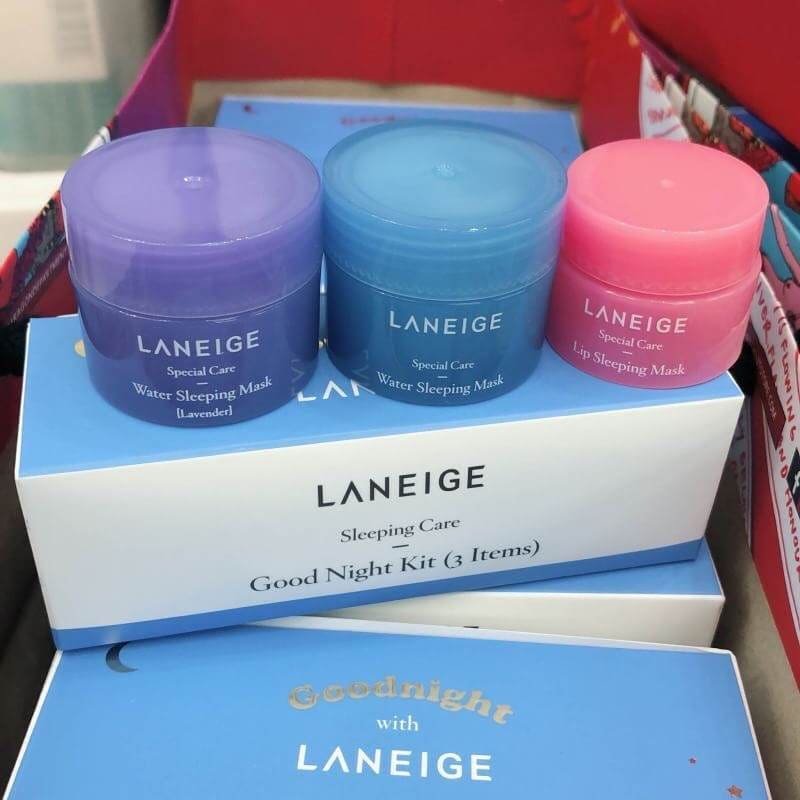 LANEIGE
Special Care
Water Sleeping Mask
[Lavender]
LANEIGE
Special Care
Water Sleeping Mask
LANEIGE
Special Care
Lip Sleeping Mask
LANEIGE
Sleeping Care
Good Night Kit (3 Items)
Goodnight
with
LANEIGE
FLOWING